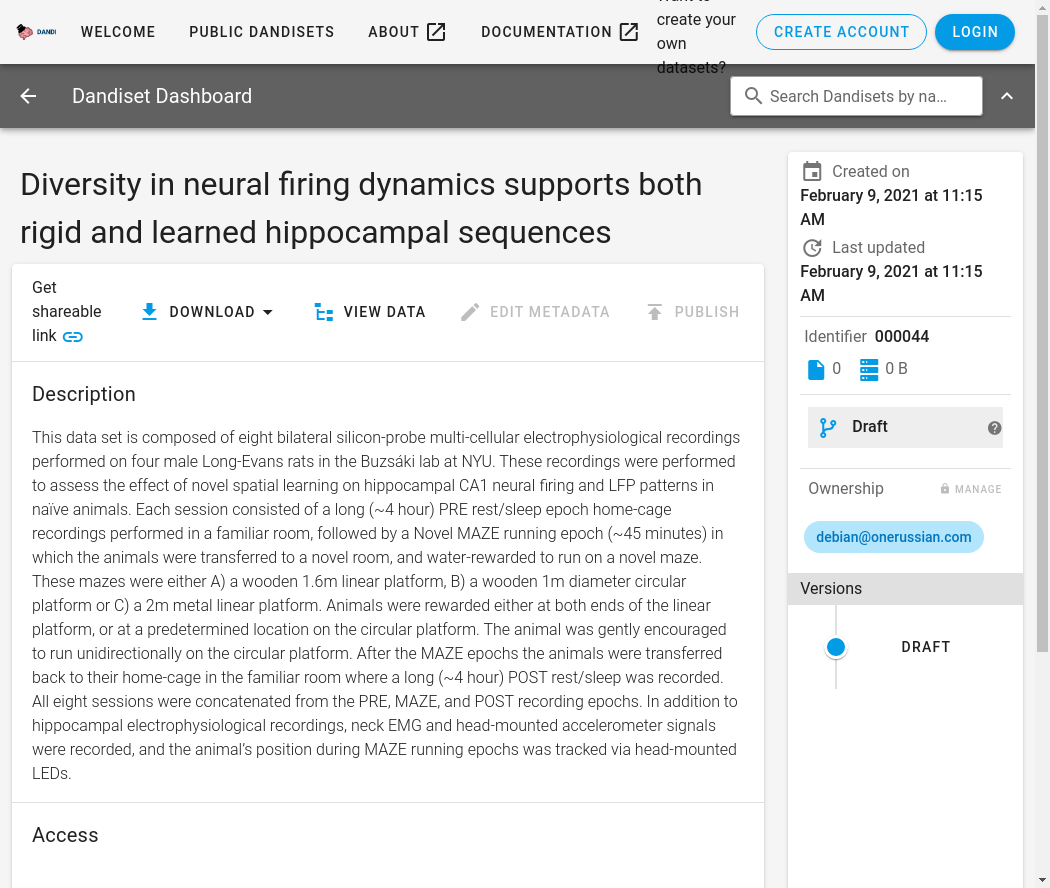 DANDI
WELCOME
PUBLIC DANDISETS
ABOUT
DOCUMENTATION
Want to
create your
own
datasets?
CREATE ACCOUNT
LOGIN
Dandiset Dashboard
Search Dandisets by na…
Diversity in neural firing dynamics supports both
rigid and learned hippocampal sequences
Get
shareable
link
DOWNLOAD
VIEW DATA
EDIT METADATA
PUBLISH
Description
This data set is composed of eight bilateral silicon-probe multi-cellular electrophysiological recordings
performed on four male Long-Evans rats in the Buzsáki lab at NYU. These recordings were performed
to assess the effect of novel spatial learning on hippocampal CA1 neural firing and LFP patterns in
naïve animals. Each session consisted of a long (~4 hour) PRE rest/sleep epoch home-cage
recordings performed in a familiar room, followed by a Novel MAZE running epoch (~45 minutes) in
which the animals were transferred to a novel room, and water-rewarded to run on a novel maze.
These mazes were either A) a wooden 1.6m linear platform, B) a wooden 1m diameter circular
platform or C) a 2m metal linear platform. Animals were rewarded either at both ends of the linear
platform, or at a predetermined location on the circular platform. The animal was gently encouraged
to run unidirectionally on the circular platform. After the MAZE epochs the animals were transferred
back to their home-cage in the familiar room where a long (~4 hour) POST rest/sleep was recorded.
All eight sessions were concatenated from the PRE, MAZE, and POST recording epochs. In addition to
hippocampal electrophysiological recordings, neck EMG and head-mounted accelerometer signals
were recorded, and the animal’s position during MAZE running epochs was tracked via head-mounted
LEDs.
Access
Created on
February 9, 2021 at 11:15
AM
Last updated
February 9, 2021 at 11:15
AM
Identifier 000044
0
0 B
Draft
Ownership
MANAGE
debian@onerussian.com
Versions
DRAFT